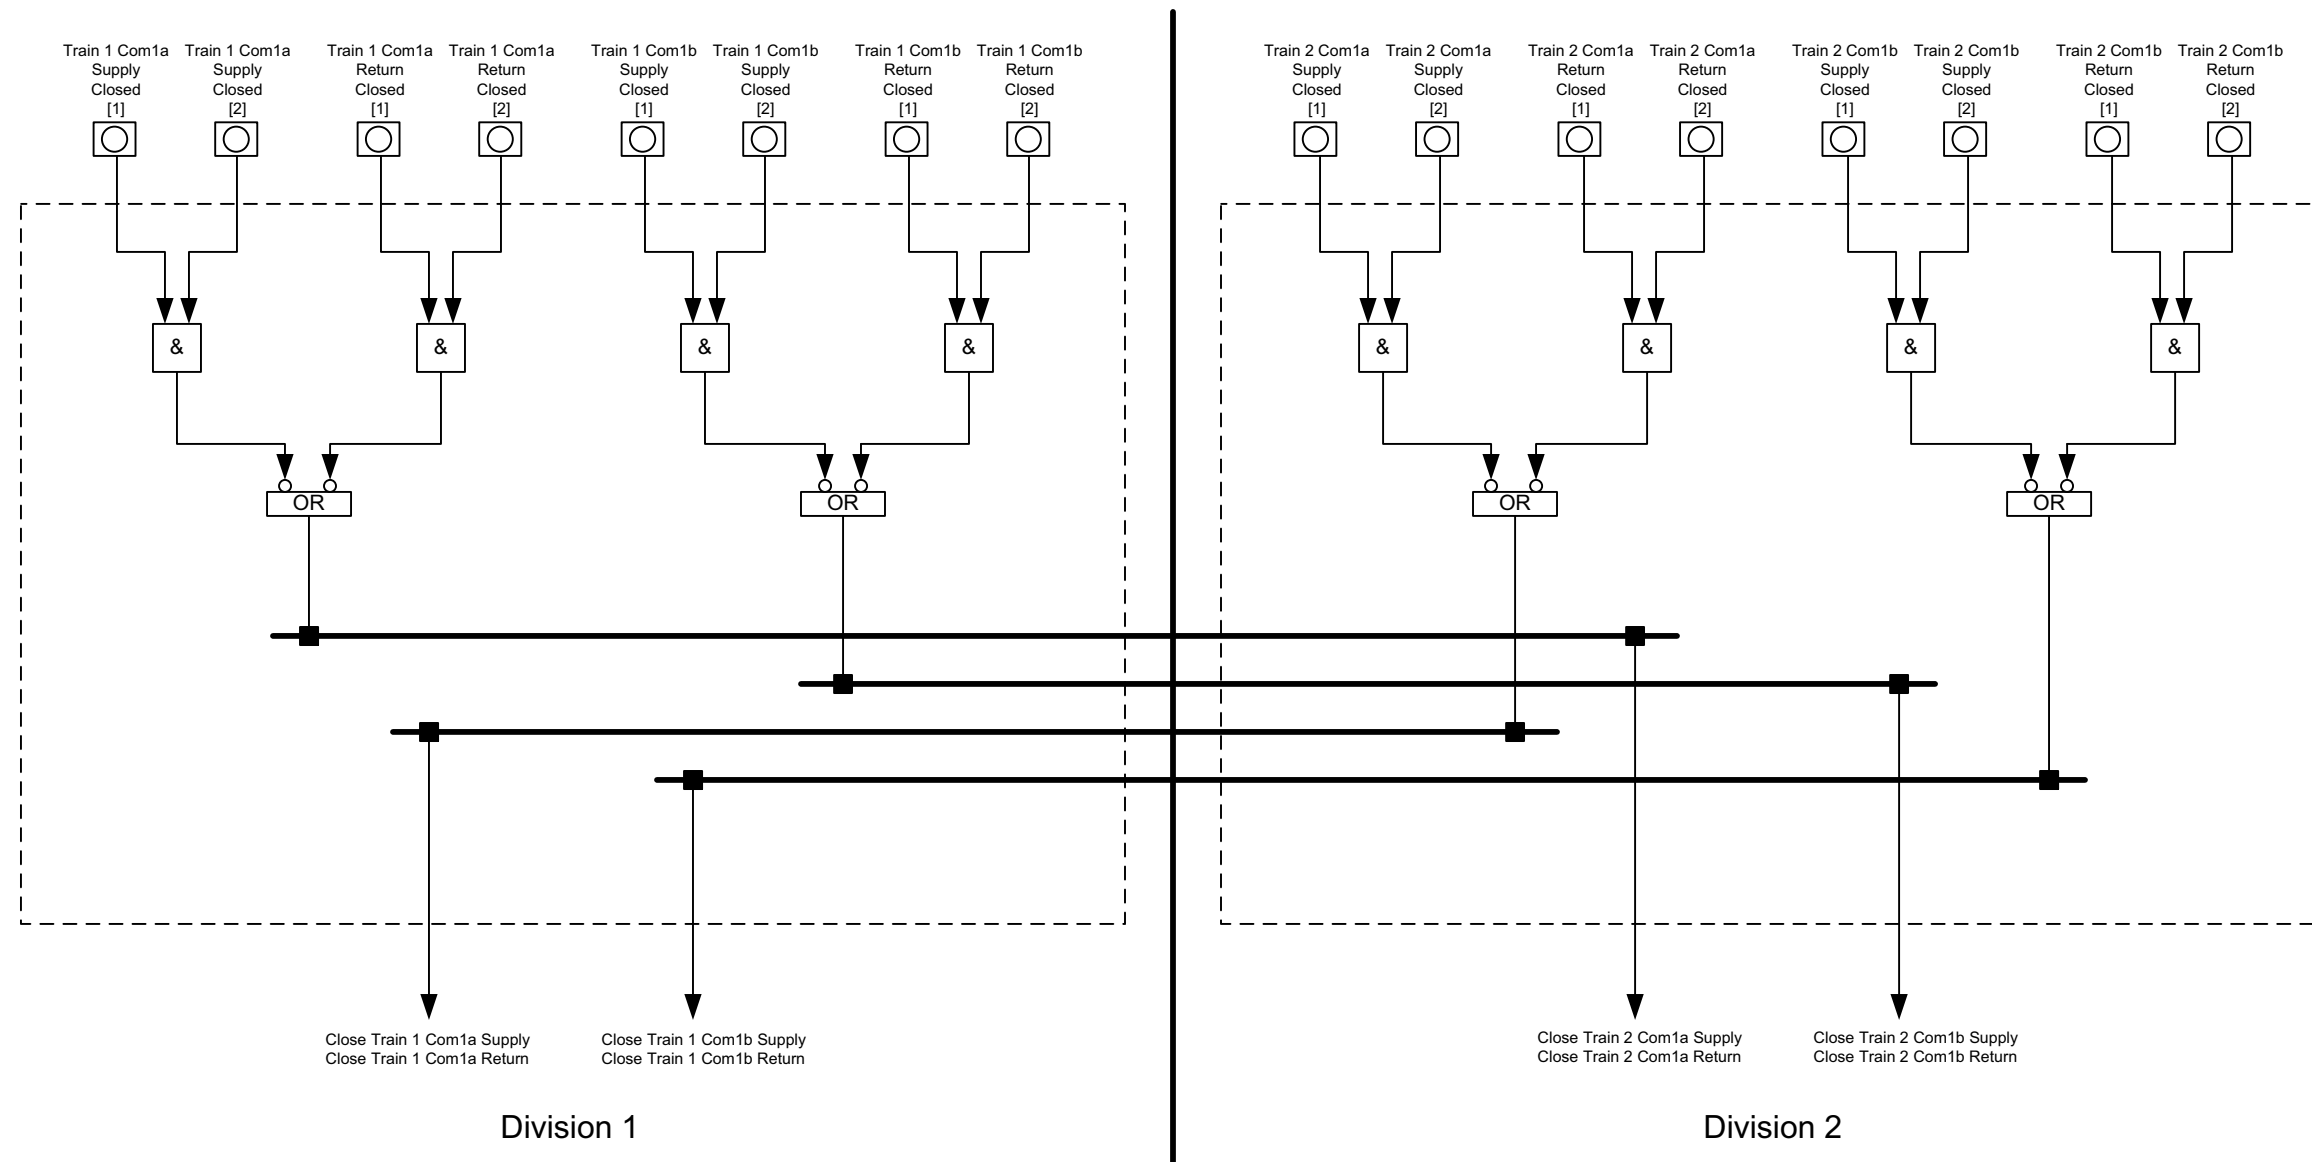 Train 1 Com1a Train 1 Com1a Train 1 Com1a Train 1 Com1a Train 1 Com1b Train 1 Com1b Train 1 Com1b Train 1 Com1b Train 2 Com1a Train 2 Com1a Train 2 Com1a Train 2 Com1a Train 2 Com1b Train 2 Com1b Train 2 Com1b Train 2 Com1b
Supply Supply Return Return Supply Supply Return Return Supply Supply Return Return Supply Supply Return Return
Closed Closed Closed Closed Closed Closed Closed Closed Closed Closed Closed Closed Closed Closed Closed Closed
[1] [2] [1] [2] [1] [2] [1] [2] [1] [2] [1] [2] [1] [2] [1] [2]
& & & & & & & &
OR OR OR OR
Close Train 1 Com1a Supply Close Train 1 Com1b Supply Close Train 2 Com1a Supply Close Train 2 Com1b Supply
Close Train 1 Com1a Return Close Train 1 Com1b Return Close Train 2 Com1a Return Close Train 2 Com1b Return
Division 1 Division 2